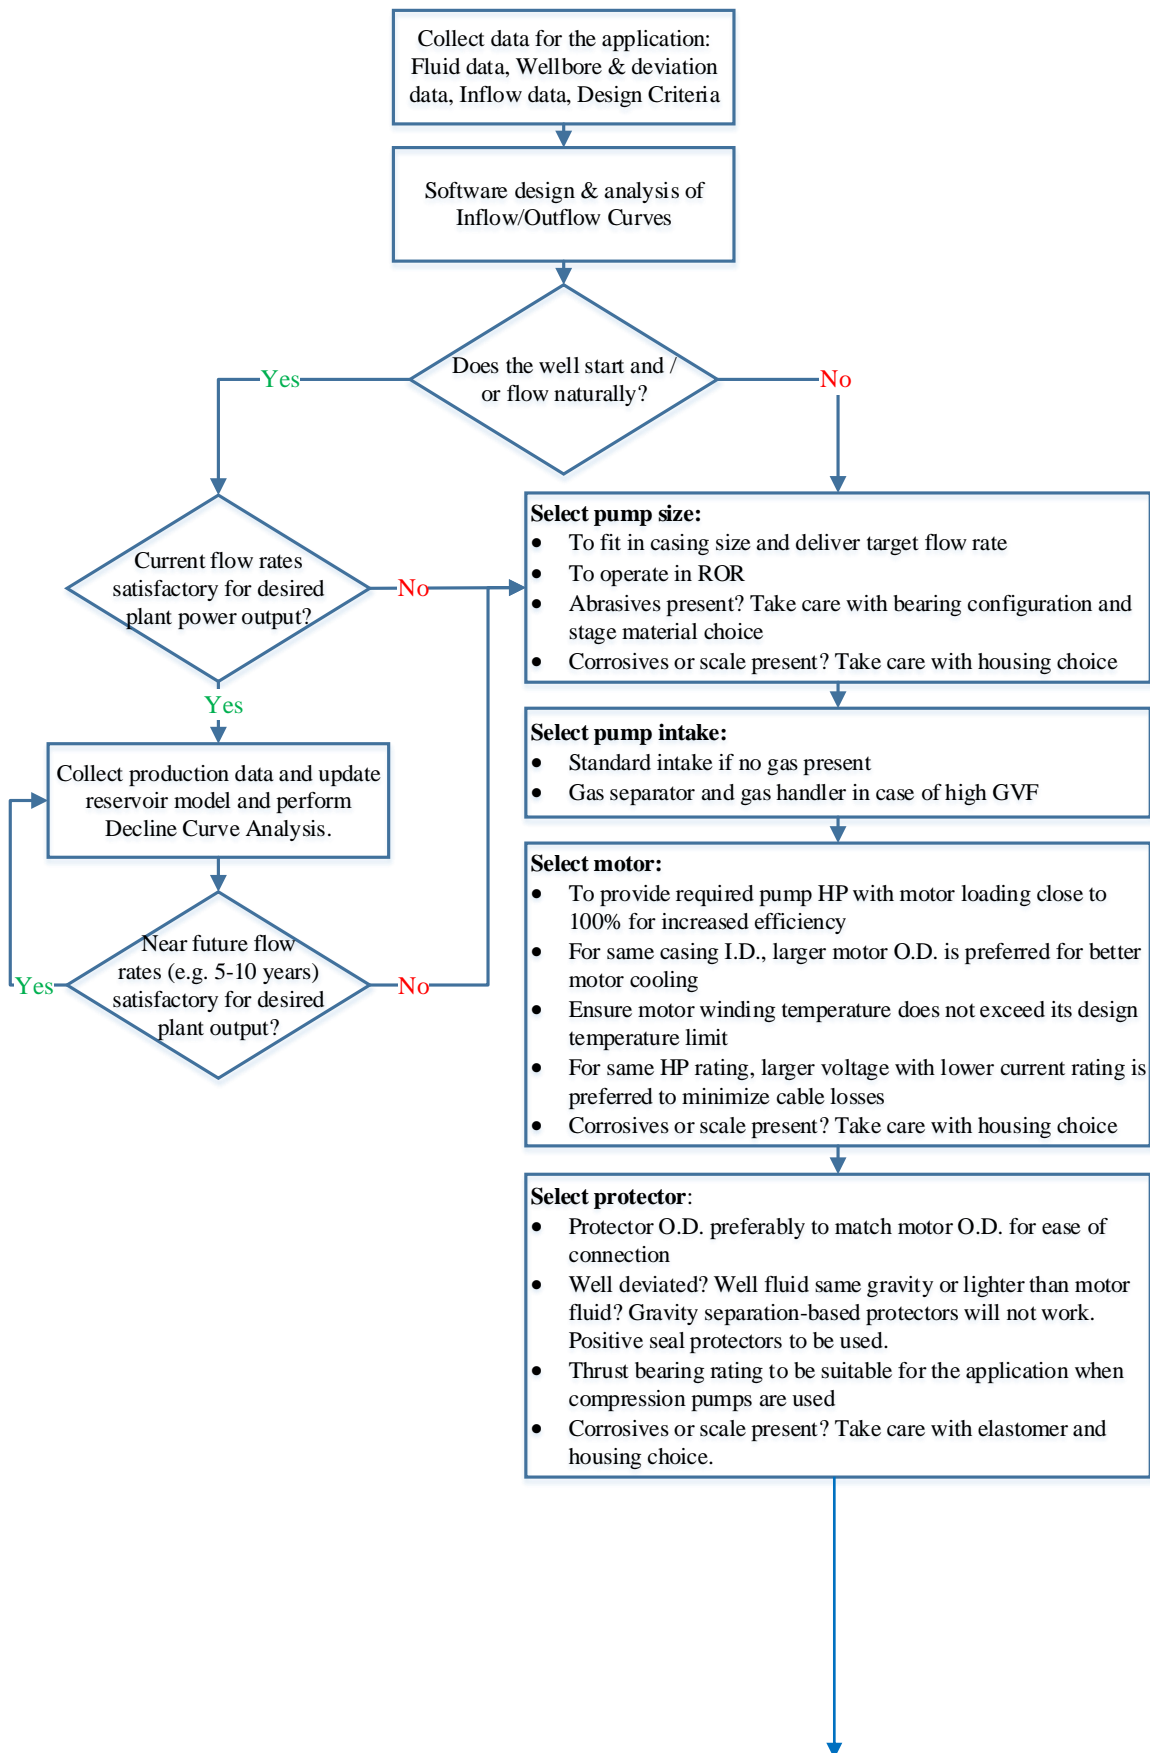 Collect data for the application:
Fluid data, Wellbore & deviation
data, Inflow data, Design Criteria
Software design & analysis of
Inflow/Outflow Curves
Does the well start and /
or flow naturally?
Yes
No
Current flow rates
satisfactory for desired
plant power output?
No
Yes
Collect production data and update
reservoir model and perform
Decline Curve Analysis.
Near future flow
rates (e.g. 5-10 years)
satisfactory for desired
plant output?
Yes
No
Select pump size:
• To fit in casing size and deliver target flow rate
• To operate in ROR
• Abrasives present? Take care with bearing configuration and
stage material choice
• Corrosives or scale present? Take care with housing choice
Select pump intake:
• Standard intake if no gas present
• Gas separator and gas handler in case of high GVF
Select motor:
• To provide required pump HP with motor loading close to
100% for increased efficiency
• For same casing I.D., larger motor O.D. is preferred for better
motor cooling
• Ensure motor winding temperature does not exceed its design
temperature limit
• For same HP rating, larger voltage with lower current rating is
preferred to minimize cable losses
• Corrosives or scale present? Take care with housing choice
Select protector:
• Protector O.D. preferably to match motor O.D. for ease of
connection
• Well deviated? Well fluid same gravity or lighter than motor
fluid? Gravity separation-based protectors will not work.
Positive seal protectors to be used.
• Thrust bearing rating to be suitable for the application when
compression pumps are used
• Corrosives or scale present? Take care with elastomer and
housing choice.